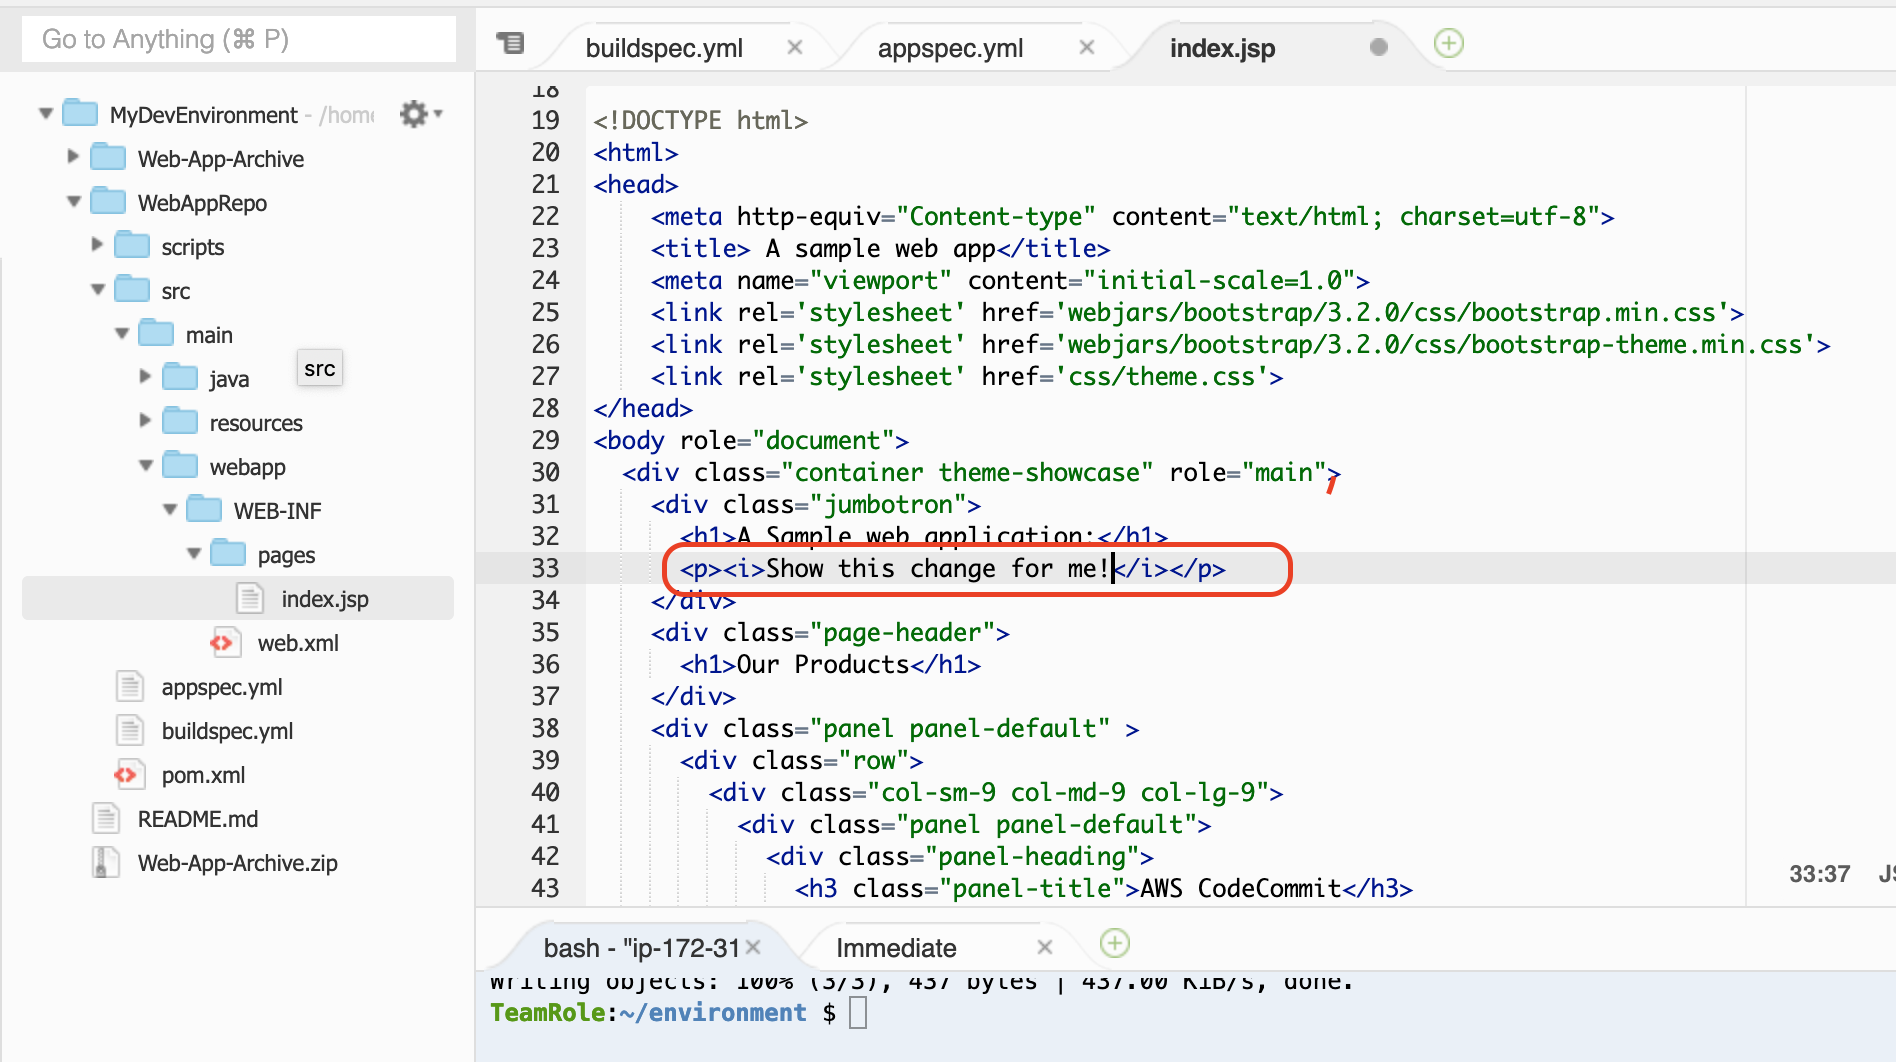 Go to Anything (⌘ P)
buildspec.yml
appspec.yml
index.jsp
MyDevEnvironment - /home
Web-App-Archive
WebAppRepo
scripts
src
main
java
src
resources
webapp
WEB-INF
pages
index.jsp
web.xml
appspec.yml
buildspec.yml
pom.xml
README.md
Web-App-Archive.zip
18
19 <!DOCTYPE html>
20 <html>
21 <head>
22 <meta http-equiv="Content-type" content="text/html; charset=utf-8">
23 <title> A sample web app</title>
24 <meta name="viewport" content="initial-scale=1.0">
25 <link rel='stylesheet' href='webjars/bootstrap/3.2.0/css/bootstrap.min.css'>
26 <link rel='stylesheet' href='webjars/bootstrap/3.2.0/css/bootstrap-theme.min.css'>
27 <link rel='stylesheet' href='css/theme.css'>
28 </head>
29 <body role="document">
30 <div class="container theme-showcase" role="main">
31 <div class="jumbotron">
32 <h1>A Sample web application:</h1>
33 <p><i>Show this change for me!</i></p>
34 </div>
35 <div class="page-header">
36 <h1>Our Products</h1>
37 </div>
38 <div class="panel panel-default" >
39 <div class="row">
40 <div class="col-sm-9 col-md-9 col-lg-9">
41 <div class="panel panel-default">
42 <div class="panel-heading">
43 <h3 class="panel-title">AWS CodeCommit</h3>
33:37 JS
bash - "ip-172-31
Immediate
Writing objects: 100% (3/3), 437 bytes | 437.00 KiB/s, done.
TeamRole:~/environment $